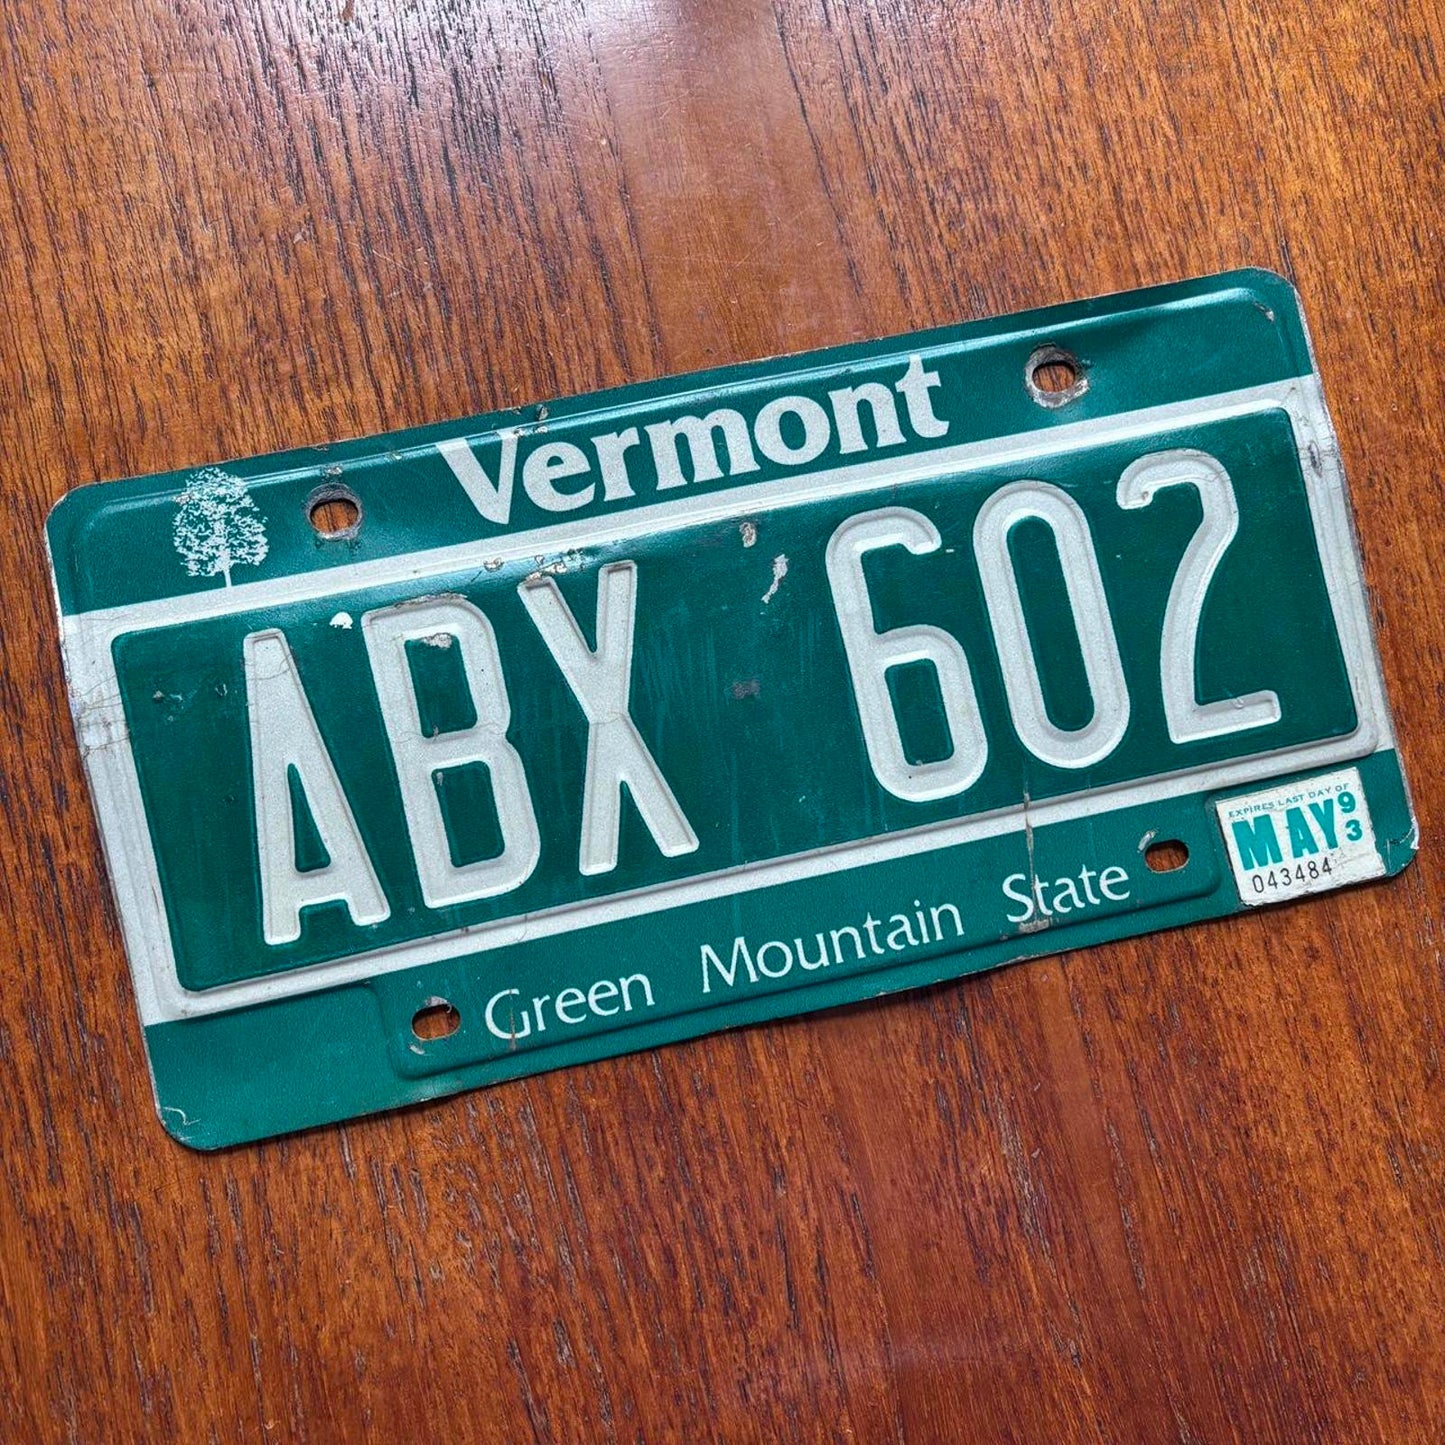 Vermont
ABX 602
EXPIRES LAST DAY OF
MAY 93
043484
Green Mountain State